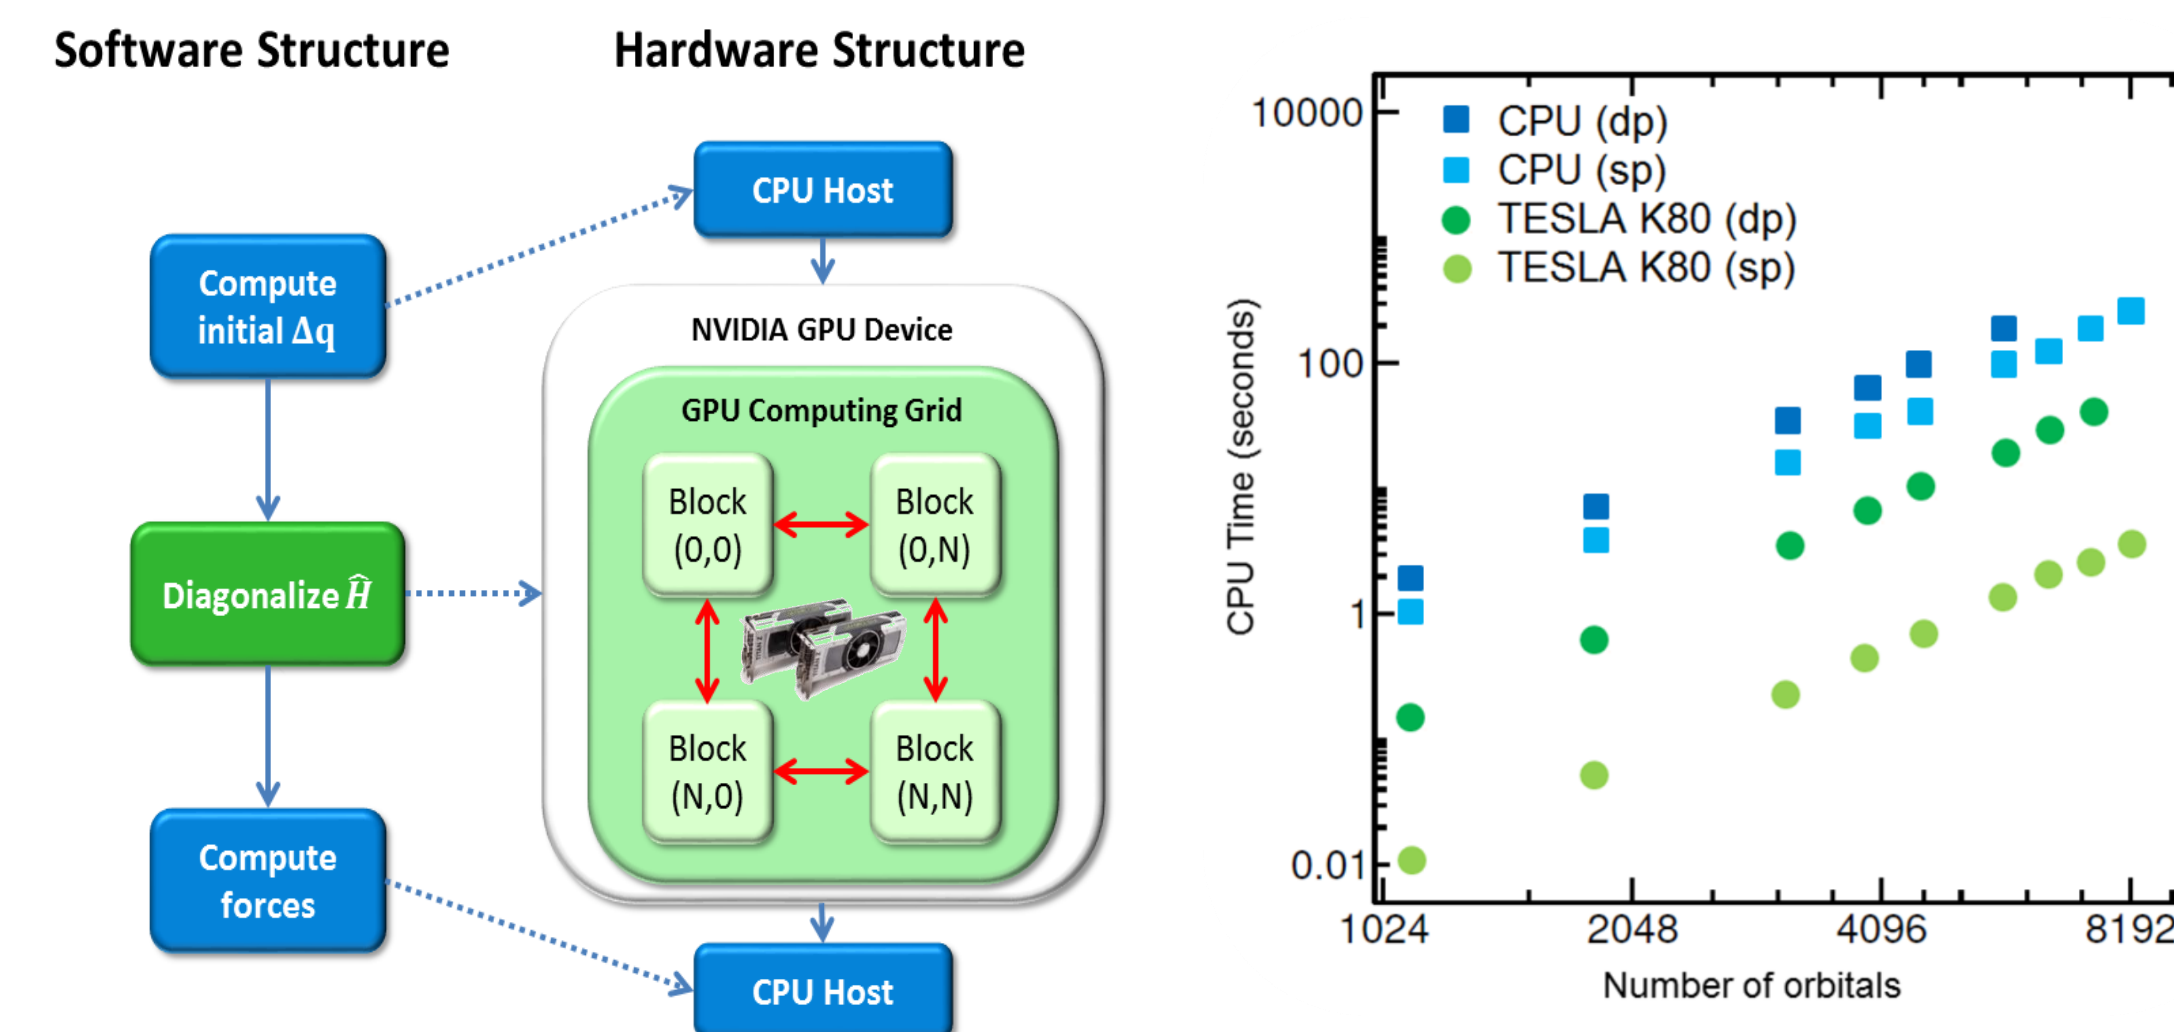 Software Structure
Hardware Structure
CPU Host
Compute
initial Δq
NVIDIA GPU Device
GPU Computing Grid
Block
(0,0)
Block
(0,N)
Diagonalize Ĥ
Block
(N,0)
Block
(N,N)
Compute
forces
CPU Host
CPU (dp)
CPU (sp)
TESLA K80 (dp)
TESLA K80 (sp)
CPU Time (seconds)
10000
100
1
0.01
1024 2048 4096 8192
Number of orbitals